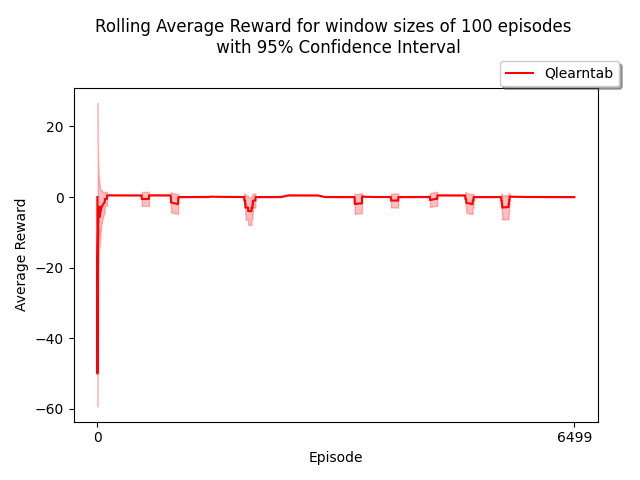 Rolling Average Reward for window sizes of 100 episodes
with 95% Confidence Interval
Qlearntab
20
0
−20
−40
−60
Average Reward
0
6499
Episode